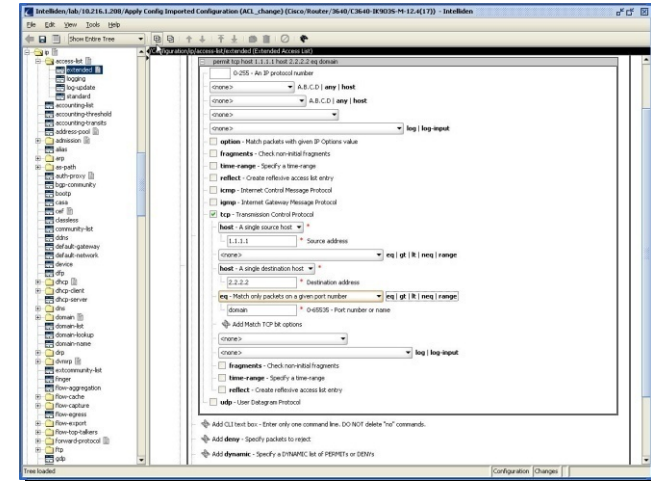 Intelliden/lab/10.216.1.208/Apply Config Imported Configuration (ACL_change) (Cisco/Router/3640/C3640-IK9O3S-M-12.4(17)) - Intelliden
File Edit View Tools Help
Show Entire Tree
/Configuration/ip/access-list/extended (Extended Access List)
ip
access-list
extended
logging
log-update
standard
accounting-list
accounting-threshold
accounting-transits
address-pool
admission
alias
arp
as-path
auth-proxy
bgp-community
bootp
casa
cef
classless
community-list
ddns
default-gateway
default-network
device
dfp
dhcp
dhcp-client
dhcp-server
dns
domain
domain-list
domain-lookup
domain-name
drp
dvmrp
extcommunity-list
finger
flow-aggregation
flow-cache
flow-capture
flow-egress
flow-export
flow-top-talkers
forward-protocol
ftp
gdp
permit tcp host 1.1.1.1 host 2.2.2.2 eq domain
0-255 - An IP protocol number
<none> A.B.C.D | any | host
<none> A.B.C.D | any | host
<none>
<none> log | log-input
option - Match packets with given IP Options value
fragments - Check non-initial fragments
time-range - Specify a time-range
reflect - Create reflexive access list entry
icmp - Internet Control Message Protocol
igmp - Internet Gateway Message Protocol
tcp - Transmission Control Protocol
host - A single source host *
1.1.1.1 * Source address
<none> eq | gt | lt | neq | range
host - A single destination host *
2.2.2.2 * Destination address
eq - Match only packets on a given port number eq | gt | lt | neq | range
domain * 0-65535 - Port number or name
Add Match TCP bit options
<none>
<none> log | log-input
fragments - Check non-initial fragments
time-range - Specify a time-range
reflect - Create reflexive access list entry
udp - User Datagram Protocol
Add CLI text box - Enter only one command line. DO NOT delete "no" commands.
Add deny - Specify packets to reject
Add dynamic - Specify a DYNAMIC list of PERMITs or DENYs
Tree loaded
Configuration Changes